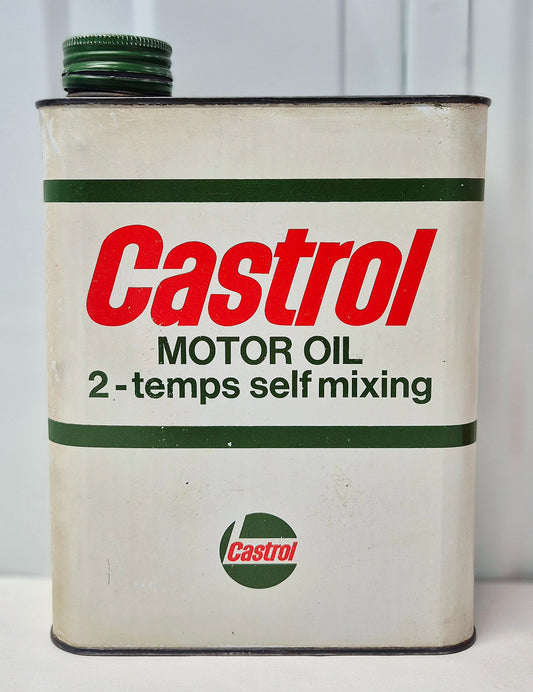 Castrol
MOTOR OIL
2-temps self mixing
Castrol